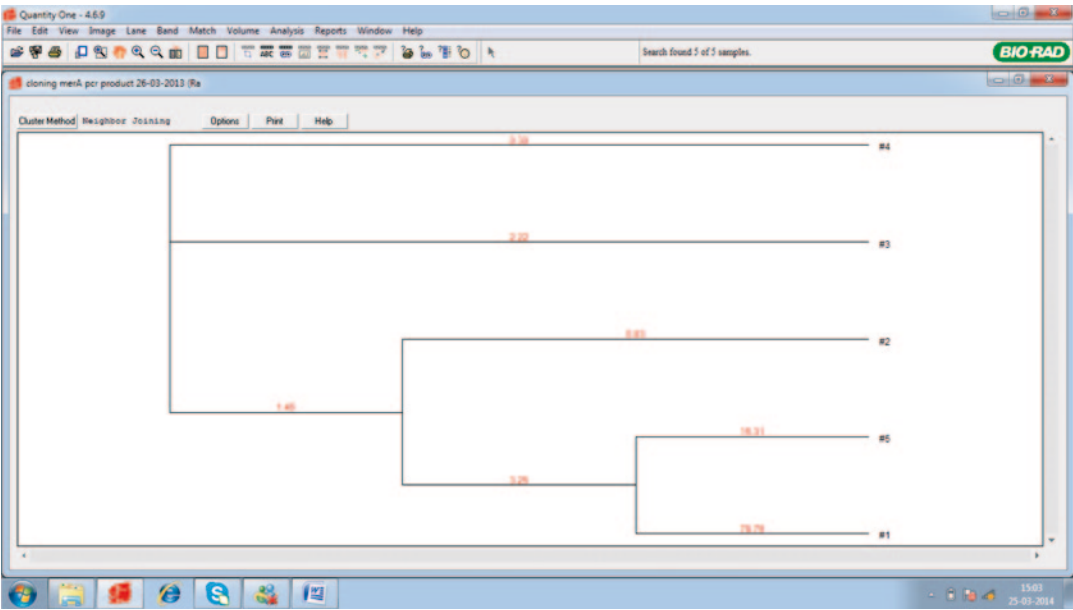 Quantity One - 4.6.9
File Edit View Image Lane Band Match Volume Analysis Reports Window Help
ABC
Search found 5 of 5 samples.
BIO-RAD
cloning merA pcr product 26-03-2013 (Ra
Cluster Method Neighbor Joining Options Print Help
#4
2.22
#3
#2
1.45
#5
3.26
#1
15:03
25-03-2014